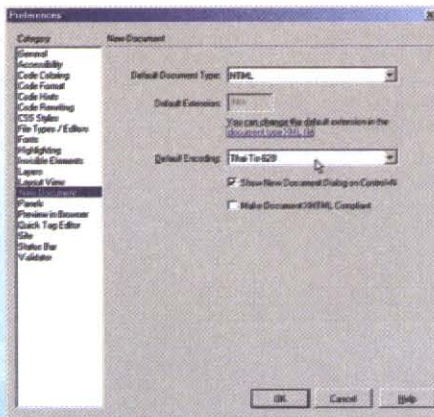 Preferences
Category
New Document
General
Accessibility
Code Coloring
Code Format
Code Hints
Code Rewriting
CSS Styles
File Types / Editors
Fonts
Highlighting
Invisible Elements
Layers
Layout View
New Document
Panels
Preview in Browser
Quick Tag Editor
Site
Status Bar
Validator
Default Document Type: HTML
Default Extension: .htm
You can change the default extension in the
document type XML file
Default Encoding: Thai-Tis-620
Show New Document Dialog on Control+N
Make Document XHTML Compliant
OK
Cancel
Help